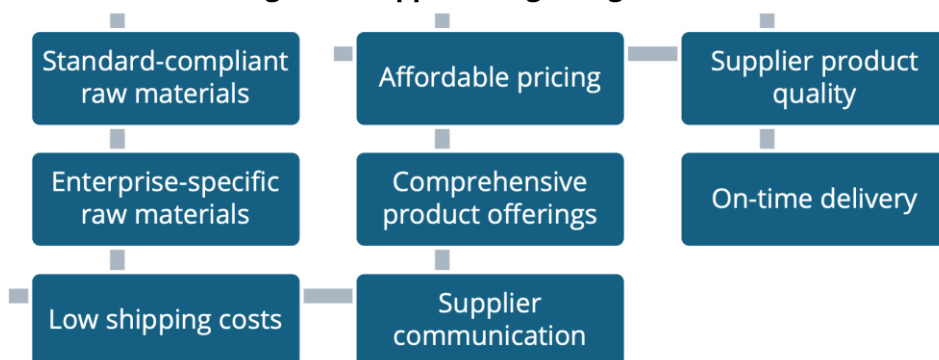 Standard-compliant
raw materials
Enterprise-specific
raw materials
Low shipping costs
Affordable pricing
Comprehensive
product offerings
Supplier
communication
Supplier product
quality
On-time delivery